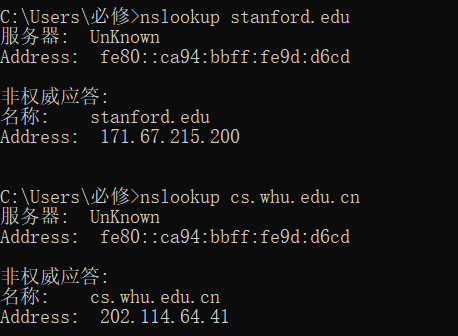 C:\Users\必修>nslookup stanford.edu
服务器:  UnKnown
Address:  fe80::ca94:bbff:fe9d:d6cd
非权威应答:
名称:    stanford.edu
Address:  171.67.215.200
C:\Users\必修>nslookup cs.whu.edu.cn
服务器:  UnKnown
Address:  fe80::ca94:bbff:fe9d:d6cd
非权威应答:
名称:    cs.whu.edu.cn
Address:  202.114.64.41